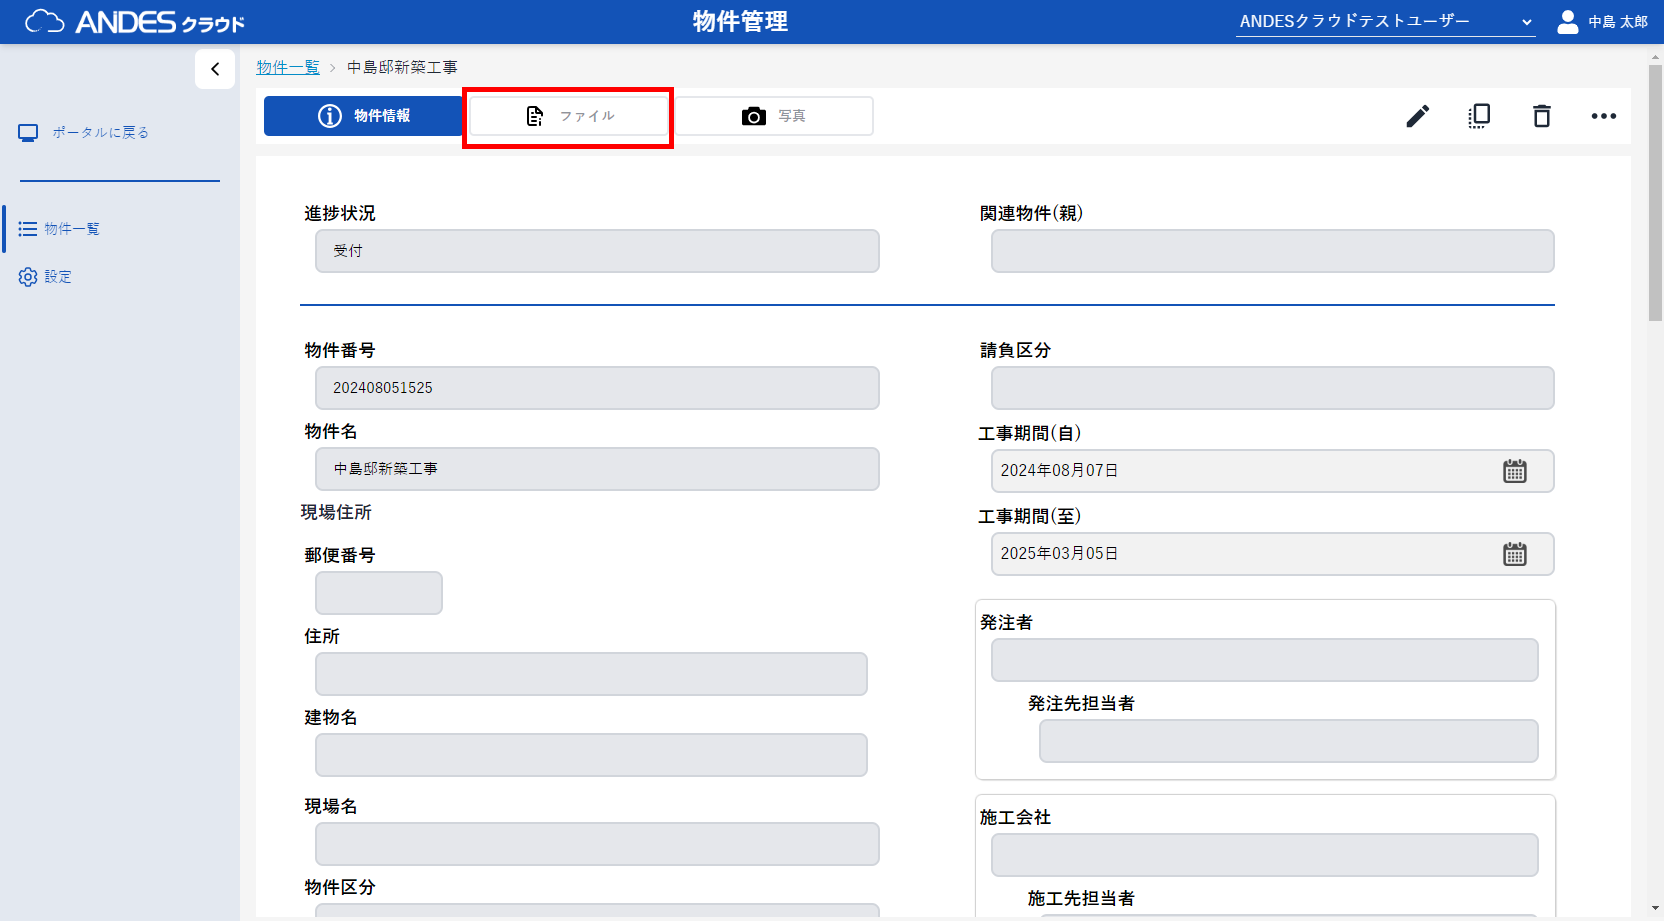 ANDES クラウド
物件管理
ANDESクラウドテストユーザー
中島 太郎
物件一覧 > 中島邸新築工事
ポータルに戻る
物件一覧
設定
物件情報
ファイル
写真
進捗状況
受付
関連物件(親)
物件番号
202408051525
物件名
中島邸新築工事
現場住所
郵便番号
住所
建物名
現場名
物件区分
請負区分
工事期間(自)
2024年08月07日
工事期間(至)
2025年03月05日
発注者
発注先担当者
施工会社
施工先担当者